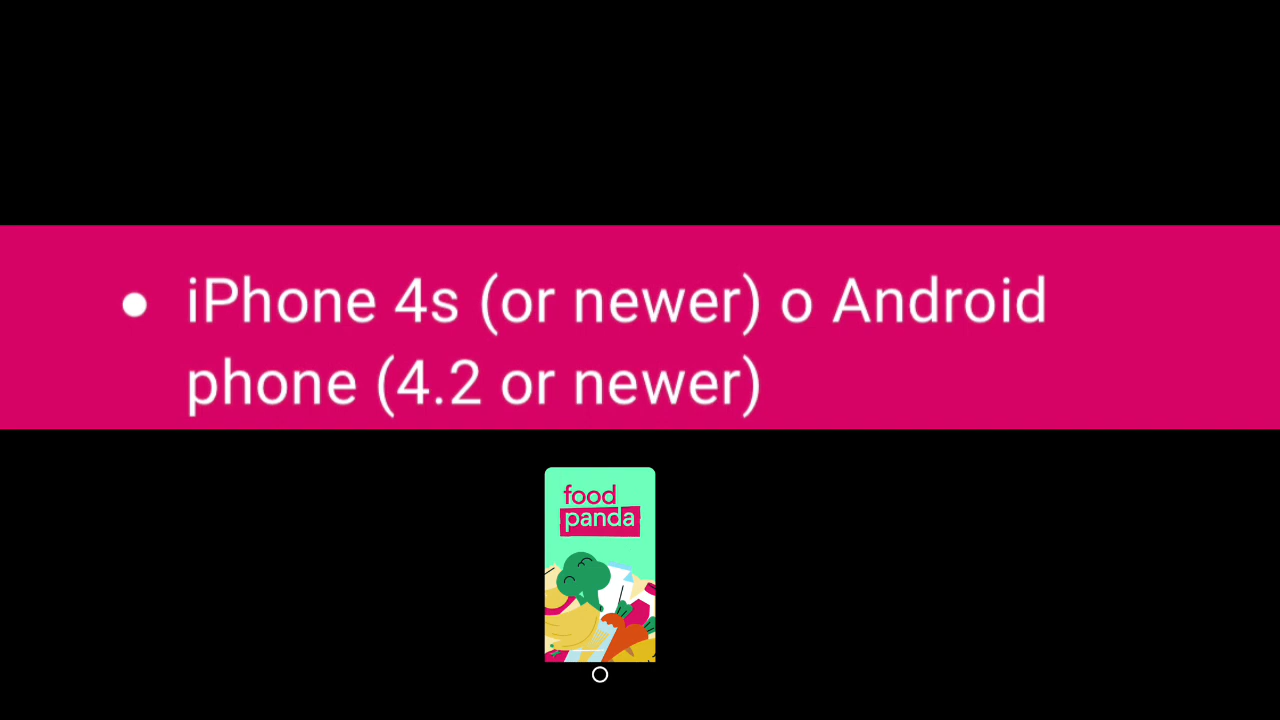 ● iPhone 4s (or newer) o Android
phone (4.2 or newer)
food
panda